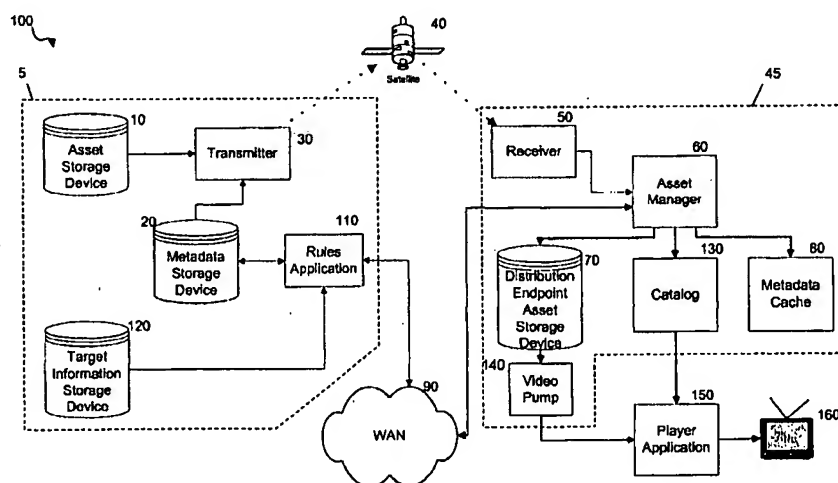 100
40
Satellite
5
45
10
Asset
Storage
Device
30
Transmitter
50
Receiver
60
Asset
Manager
20
Metadata
Storage
Device
110
Rules
Application
70
Distribution
Endpoint
Asset
Storage
Device
130
Catalog
80
Metadata
Cache
120
Target
Information
Storage
Device
90
WAN
140
Video
Pump
150
Player
Application
160